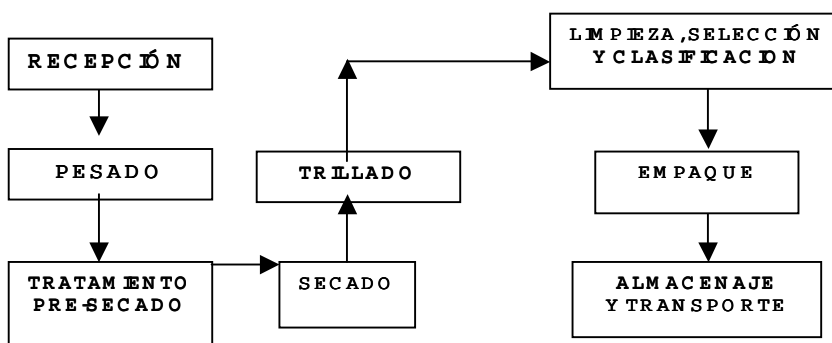 RECEPCIÓN
PESADO
TRATAMIENTO
PRE-SECADO
SECADO
TRILLADO
LIMPIEZA, SELECCIÓN
Y CLASIFICACION
EMPAQUE
ALMACENAJE
Y TRANSPORTE